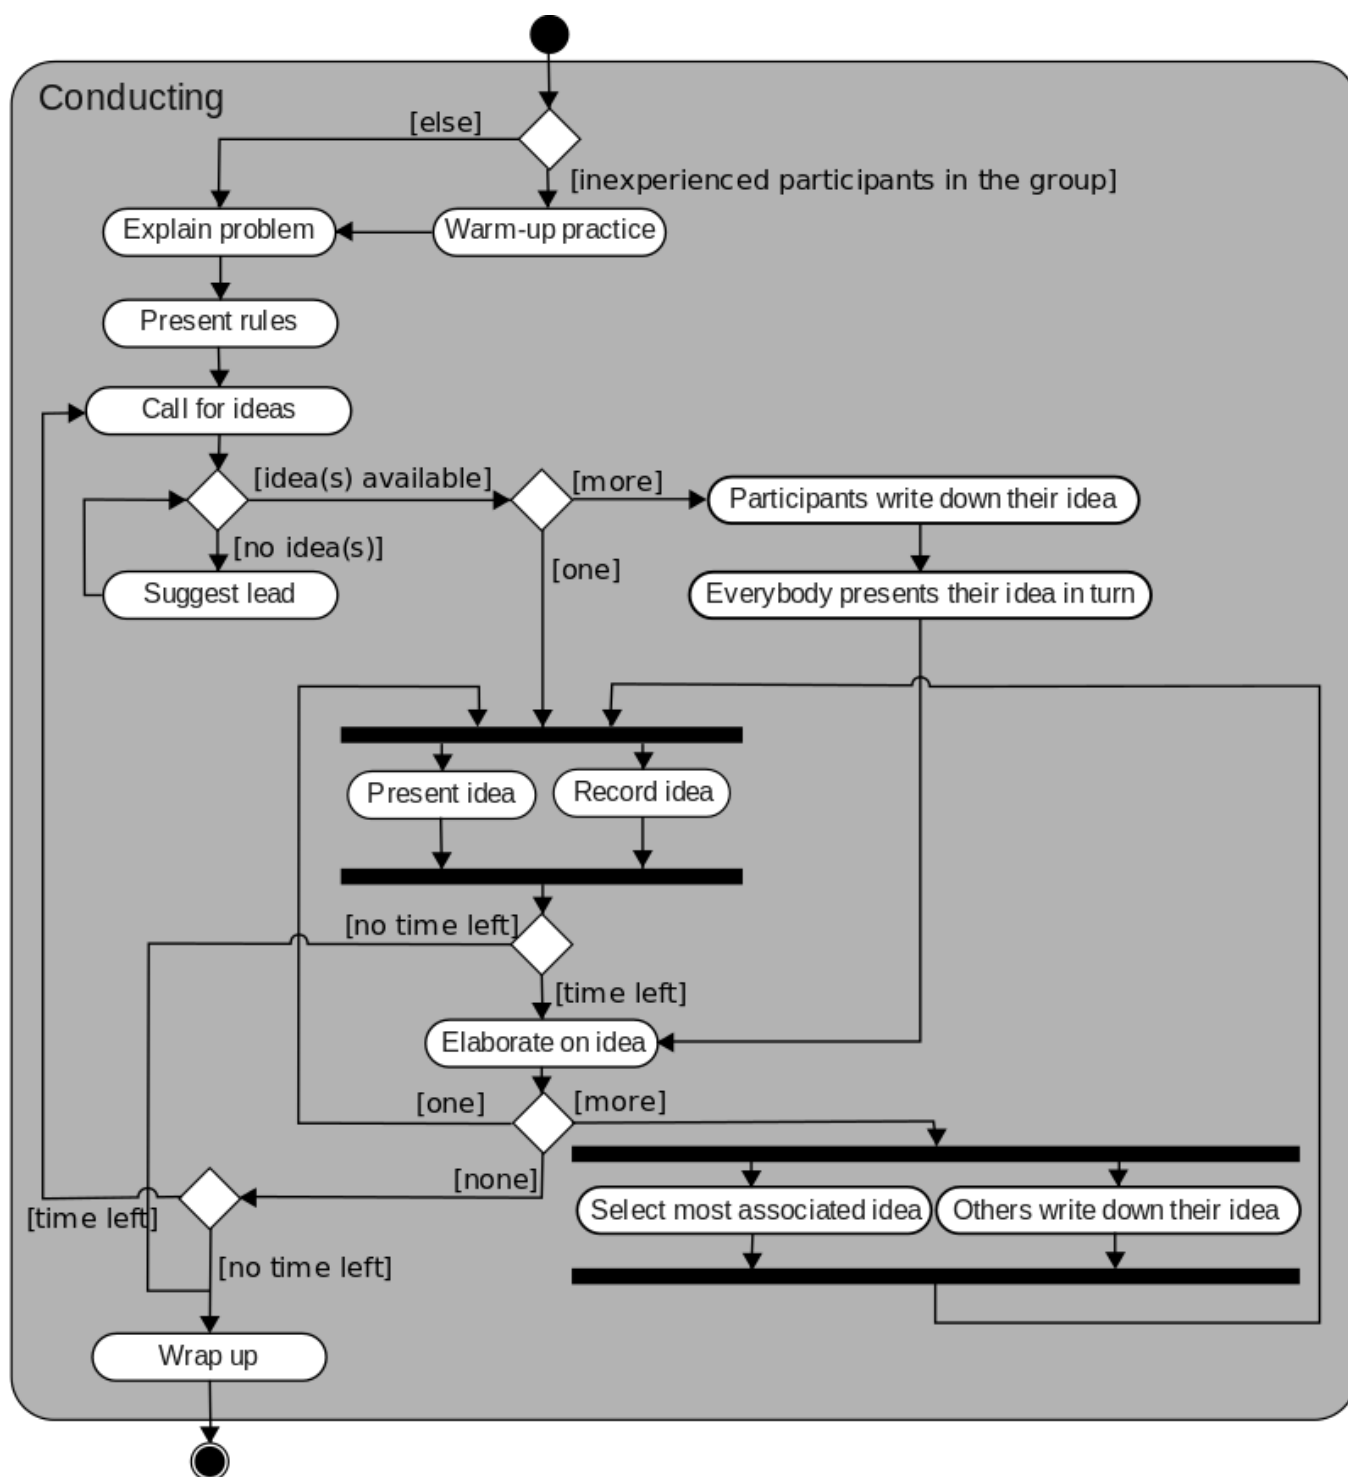 Conducting
[else]
[inexperienced participants in the group]
Explain problem
Warm-up practice
Present rules
Call for ideas
[idea(s) available]
[more]
Participants write down their idea
[no idea(s)]
[one]
Suggest lead
Everybody presents their idea in turn
Present idea
Record idea
[no time left]
[time left]
Elaborate on idea
[one]
[more]
[none]
[time left]
Select most associated idea
Others write down their idea
[no time left]
Wrap up